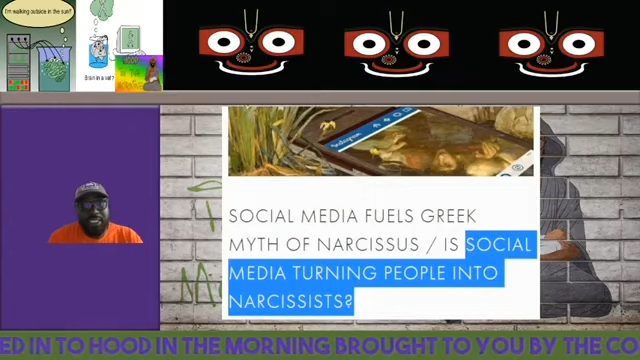 I'm walking outside in the sun!!
Brain in a vat?
Instagram
SOCIAL MEDIA FUELS GREEK
MYTH OF NARCISSUS / IS SOCIAL
MEDIA TURNING PEOPLE INTO
NARCISSISTS?
ED IN TO HOOD IN THE MORNING BROUGHT TO YOU BY THE CO